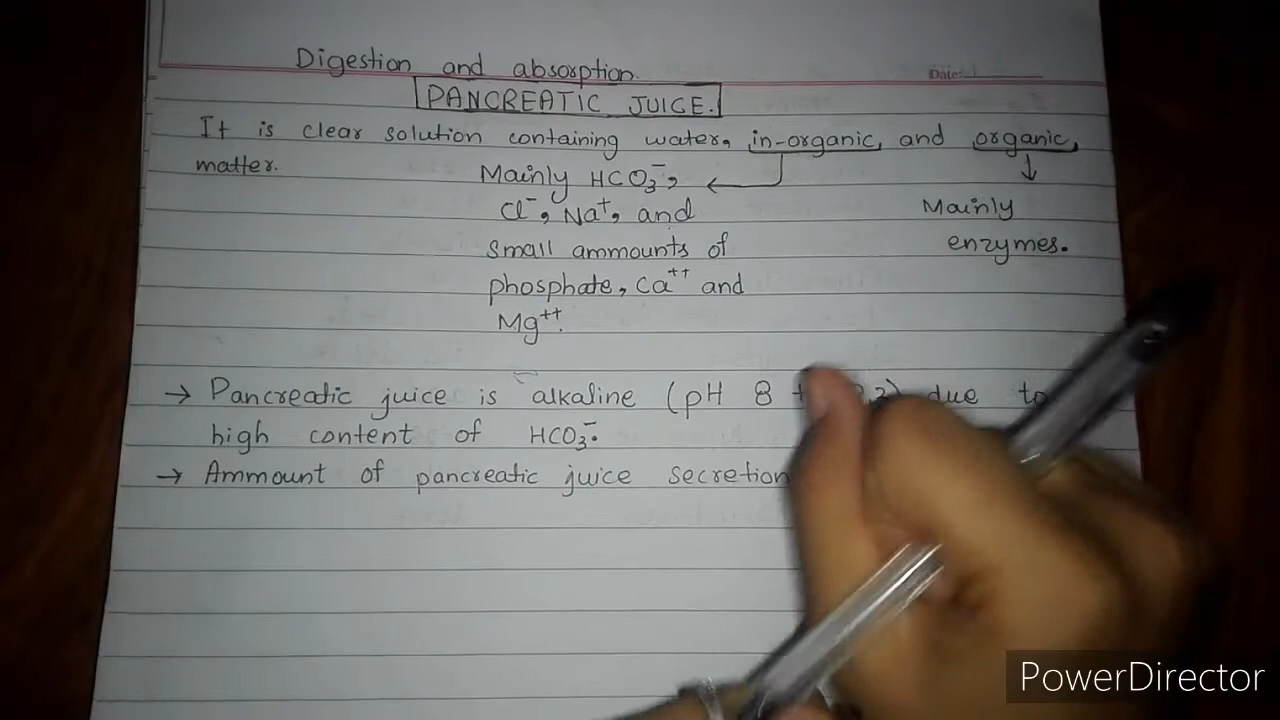 Digestion and absorption.
Date:
PANCREATIC JUICE.
It is clear solution containing water, in-organic, and organic,
matter.
Mainly HCO₃⁻,
Cl⁻, Na⁺, and
Small ammounts of
phosphate, Ca⁺⁺ and
Mg⁺⁺.
Mainly
enzymes.
→ Pancreatic juice is alkaline (pH 8 due to
high content of HCO₃⁻.
→ Ammount of pancreatic juice secretion
PowerDirector